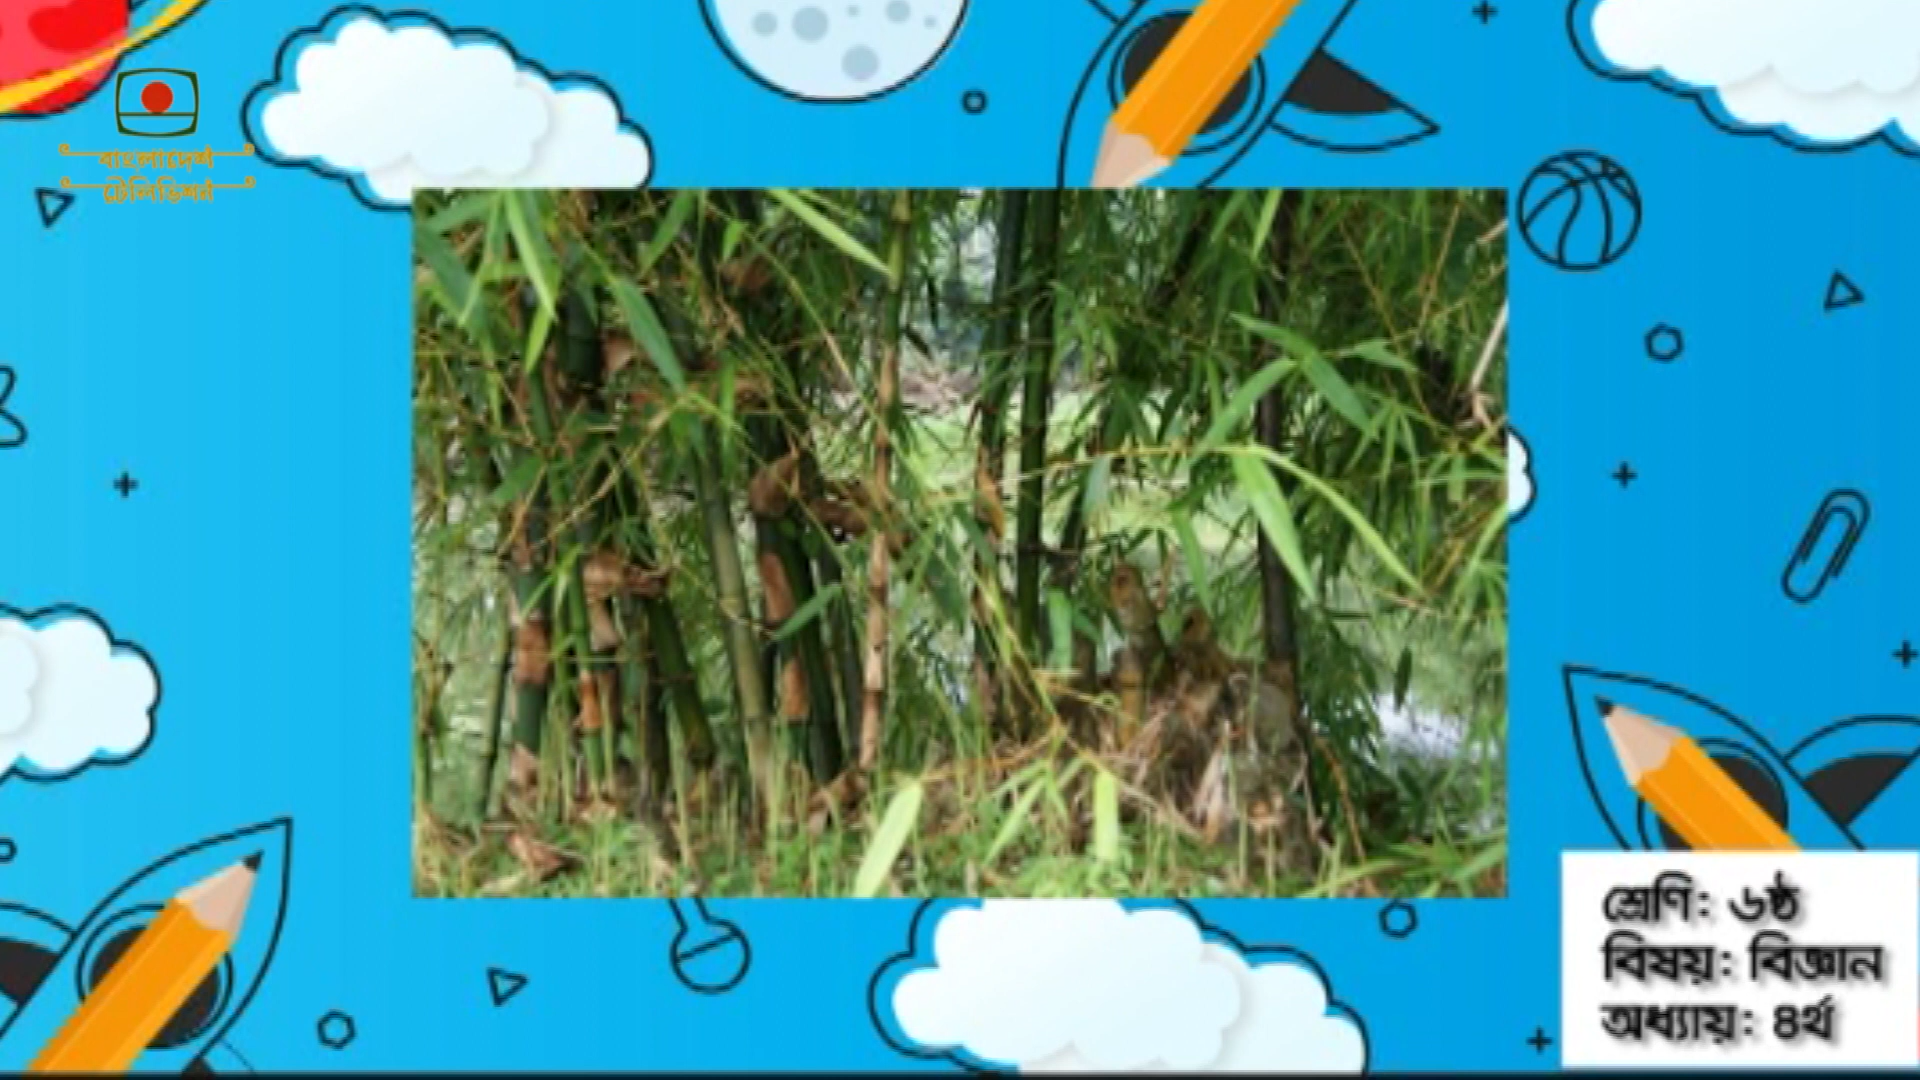 বাংলাদেশ
টেলিভিশন
শ্রেণি: ৬ষ্ঠ
বিষয়: বিজ্ঞান
অধ্যায়: ৪র্থ